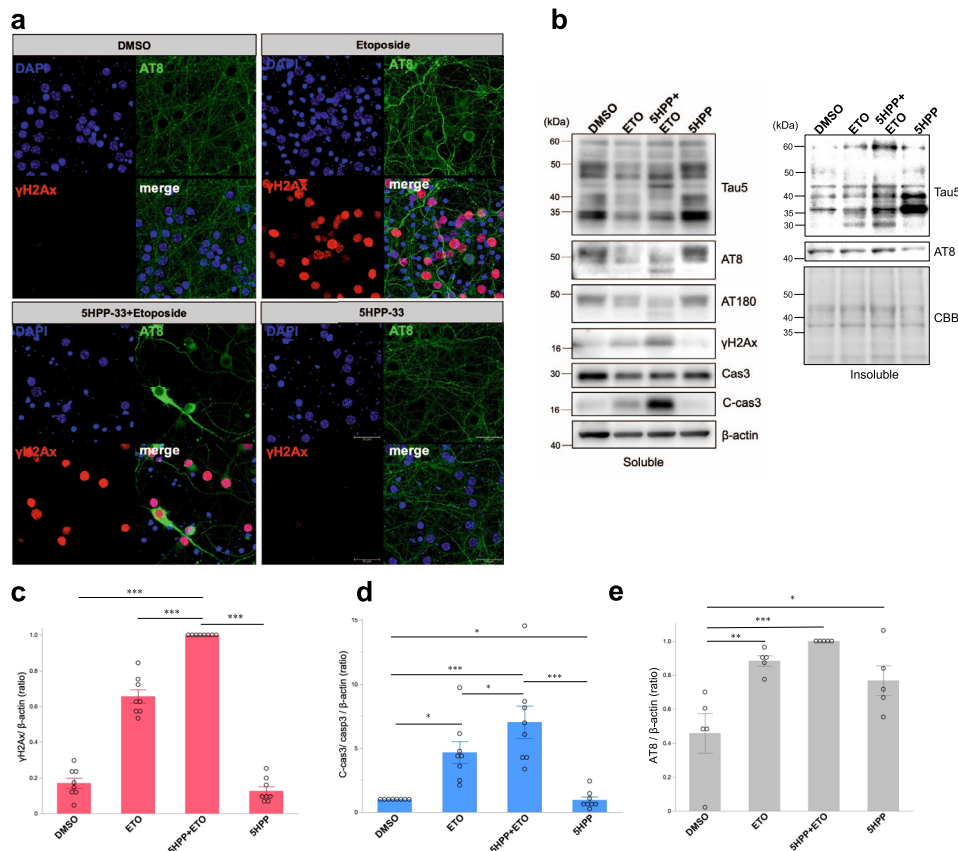 a
DMSO
DAPI
AT8
γH2Ax
merge
Etoposide
DAPI
AT8
γH2Ax
merge
5HPP-33+Etoposide
DAPI
AT8
γH2Ax
merge
5HPP-33
DAPI
AT8
γH2Ax
merge
b
(kDa)
DMSO
ETO
5HPP+
ETO
5HPP
60
50
40
35
Tau5
50
AT8
50
AT180
16
γH2Ax
30
Cas3
16
C-cas3
40
β-actin
Soluble
(kDa)
DMSO
ETO
5HPP+
ETO
5HPP
60
50
40
35
30
Tau5
40
AT8
50
40
35
CBB
Insoluble
c
γH2Ax/ β-actin (ratio)
1.0
0.8
0.6
0.4
0.2
0
***
***
***
DMSO
ETO
5HPP+ETO
5HPP
d
C-cas3/ casp3 / β-actin (ratio)
15
10
5
0
*
***
*
***
*
DMSO
ETO
5HPP+ETO
5HPP
e
AT8 / β-actin (ratio)
1.0
0.8
0.6
0.4
0.2
0
*
***
**
DMSO
ETO
5HPP+ETO
5HPP